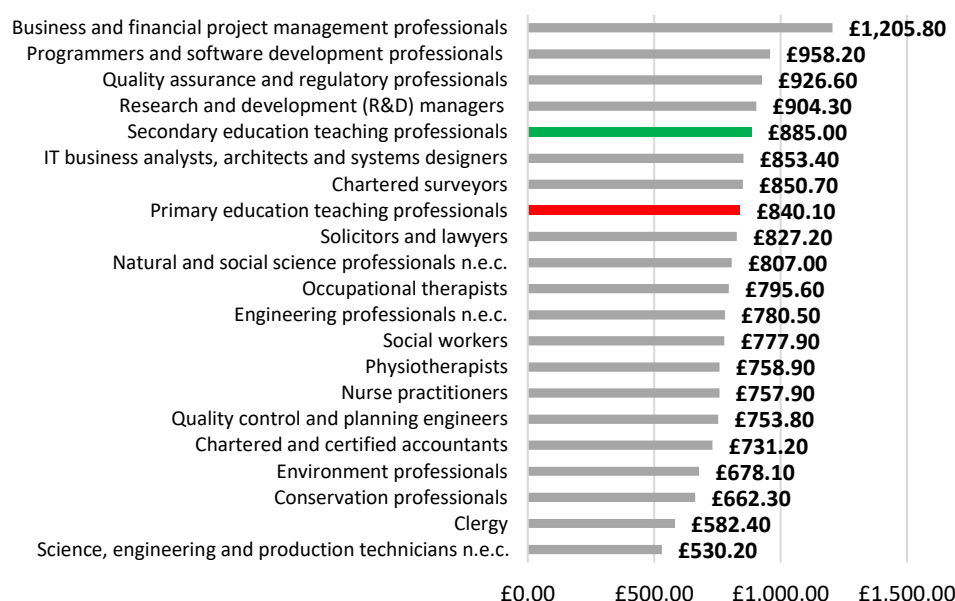 Business and financial project management professionals £1,205.80
Programmers and software development professionals £958.20
Quality assurance and regulatory professionals £926.60
Research and development (R&D) managers £904.30
Secondary education teaching professionals £885.00
IT business analysts, architects and systems designers £853.40
Chartered surveyors £850.70
Primary education teaching professionals £840.10
Solicitors and lawyers £827.20
Natural and social science professionals n.e.c. £807.00
Occupational therapists £795.60
Engineering professionals n.e.c. £780.50
Social workers £777.90
Physiotherapists £758.90
Nurse practitioners £757.90
Quality control and planning engineers £753.80
Chartered and certified accountants £731.20
Environment professionals £678.10
Conservation professionals £662.30
Clergy £582.40
Science, engineering and production technicians n.e.c. £530.20
£0.00 £500.00 £1,000.00 £1,500.00